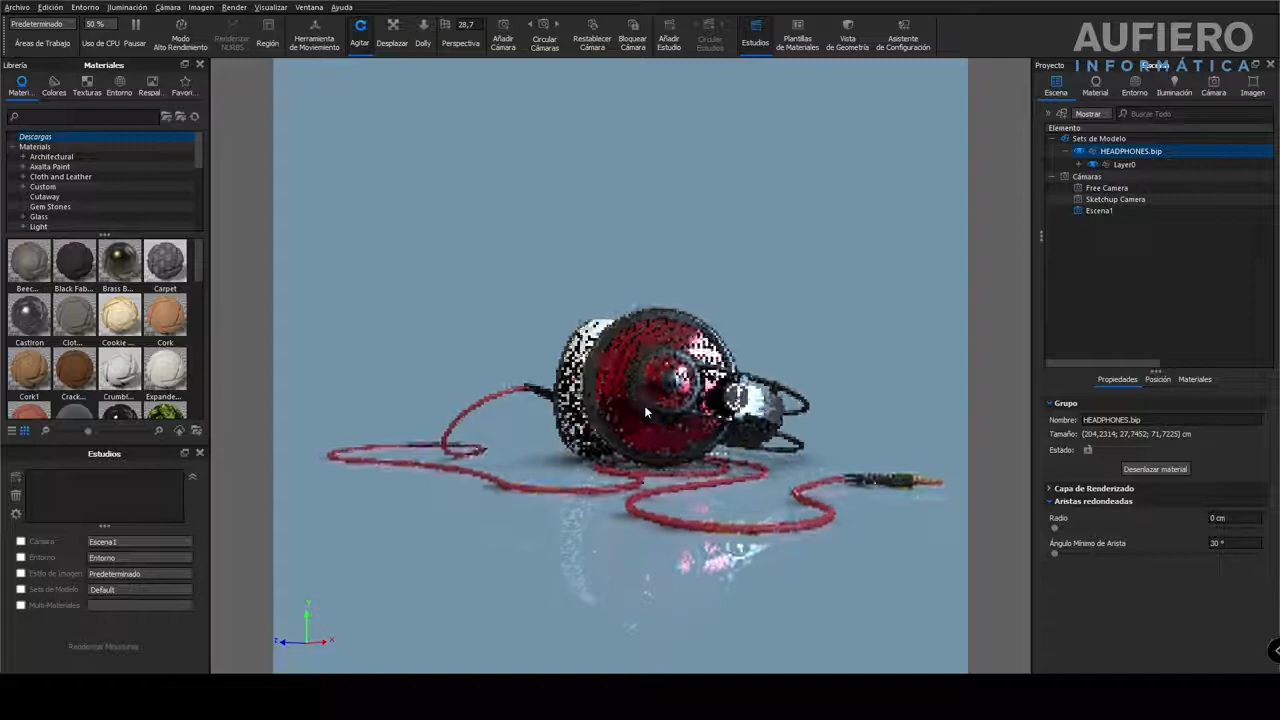 Archivo Edición Entorno Iluminación Cámara Imagen Render Visualizar Ventana Ayuda
Predeterminado 50 % 28,7
Áreas de Trabajo Uso de CPU Pausar Modo Alto Rendimiento Renderizar NURBS Región Herramienta de Movimiento Agitar Desplazar Dolly Perspectiva Añadir Cámara Circular Cámaras Restablecer Cámara Bloquear Cámara Añadir Estudio Circular Estudios Estudios Plantillas de Materiales Vista de Geometría Asistente de Configuración
AUFIERO
INFORMÁTICA
Librería Materiales
Materi... Colores Texturas Entorno Respal... Favori...
Descargas
Materials
Architectural
Axalta Paint
Cloth and Leather
Custom
Cutaway
Gem Stones
Glass
Light
Beec... Black Fab... Brass B... Carpet
CastIron Clot... Cookie ... Cork
Cork1 Crack... Crumbl... Expande...
Estudios
Cámara Escena1
Entorno Entorno
Estilo de Imagen Predeterminado
Sets de Modelo Default
Multi-Materiales
Renderizar Miniaturas
Y
Z X
Proyecto
Escena Material Entorno Iluminación Cámara Imagen
Mostrar Buscar Todo
Elemento
Sets de Modelo
HEADPHONES.bip
Layer0
Cámaras
Free Camera
Sketchup Camera
Escena1
Propiedades Posición Materiales
Grupo
Nombre: HEADPHONES.bip
Tamaño: (204,2314; 27,7452; 71,7225) cm
Estado:
Desenlazar material
Capa de Renderizado
Aristas redondeadas
Radio 0 cm
Ángulo Mínimo de Arista 30 °